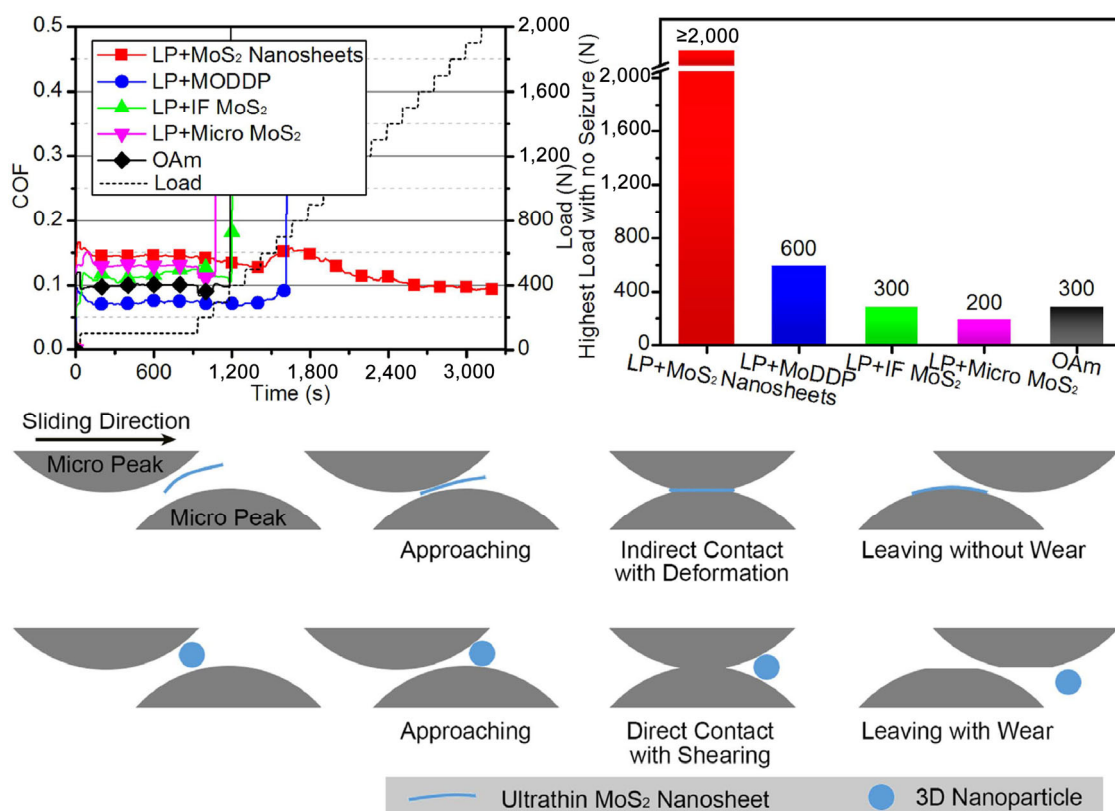 0.5
0.4
0.3
0.2
0.1
0.0
COF
LP+MoS₂ Nanosheets
LP+MODDP
LP+IF MoS₂
LP+Micro MoS₂
OAm
Load
2,000
1,600
1,200
800
400
0
Load (N)
0 600 1,200 1,800 2,400 3,000
Time (s)
Highest Load with no Seizure (N)
2,000
1,600
1,200
800
400
0
≥2,000
600
300
200
300
LP+MoS₂ Nanosheets
LP+MoDDP
LP+IF MoS₂
LP+Micro MoS₂
OAm
Sliding Direction
Micro Peak
Micro Peak
Approaching
Indirect Contact
with Deformation
Leaving without Wear
Approaching
Direct Contact
with Shearing
Leaving with Wear
Ultrathin MoS₂ Nanosheet
3D Nanoparticle